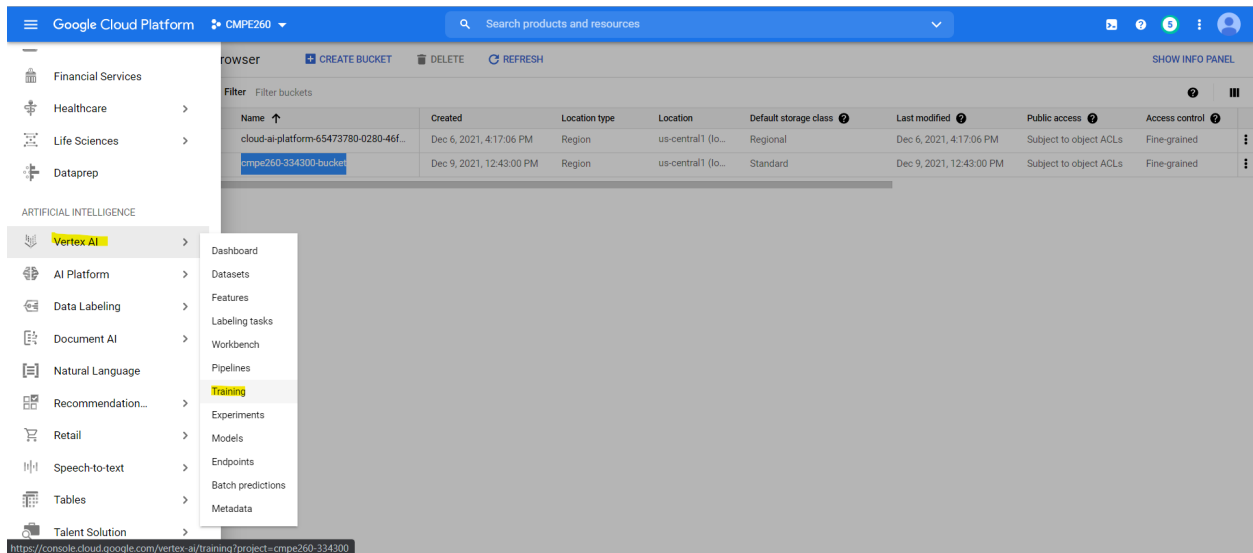 Google Cloud Platform CMPE260 Search products and resources 5
rowser CREATE BUCKET DELETE REFRESH SHOW INFO PANEL
Filter Filter buckets
Name Created Location type Location Default storage class Last modified Public access Access control
cloud-ai-platform-65473780-0280-46f... Dec 6, 2021, 4:17:06 PM Region us-central1 (lo... Regional Dec 6, 2021, 4:17:06 PM Subject to object ACLs Fine-grained
cmpe260-334300-bucket Dec 9, 2021, 12:43:00 PM Region us-central1 (lo... Standard Dec 9, 2021, 12:43:00 PM Subject to object ACLs Fine-grained
Financial Services
Healthcare
Life Sciences
Dataprep
ARTIFICIAL INTELLIGENCE
Vertex AI
AI Platform
Data Labeling
Document AI
Natural Language
Recommendation...
Retail
Speech-to-text
Tables
Talent Solution
Dashboard
Datasets
Features
Labeling tasks
Workbench
Pipelines
Training
Experiments
Models
Endpoints
Batch predictions
Metadata
https://console.cloud.google.com/vertex-ai/training?project=cmpe260-334300